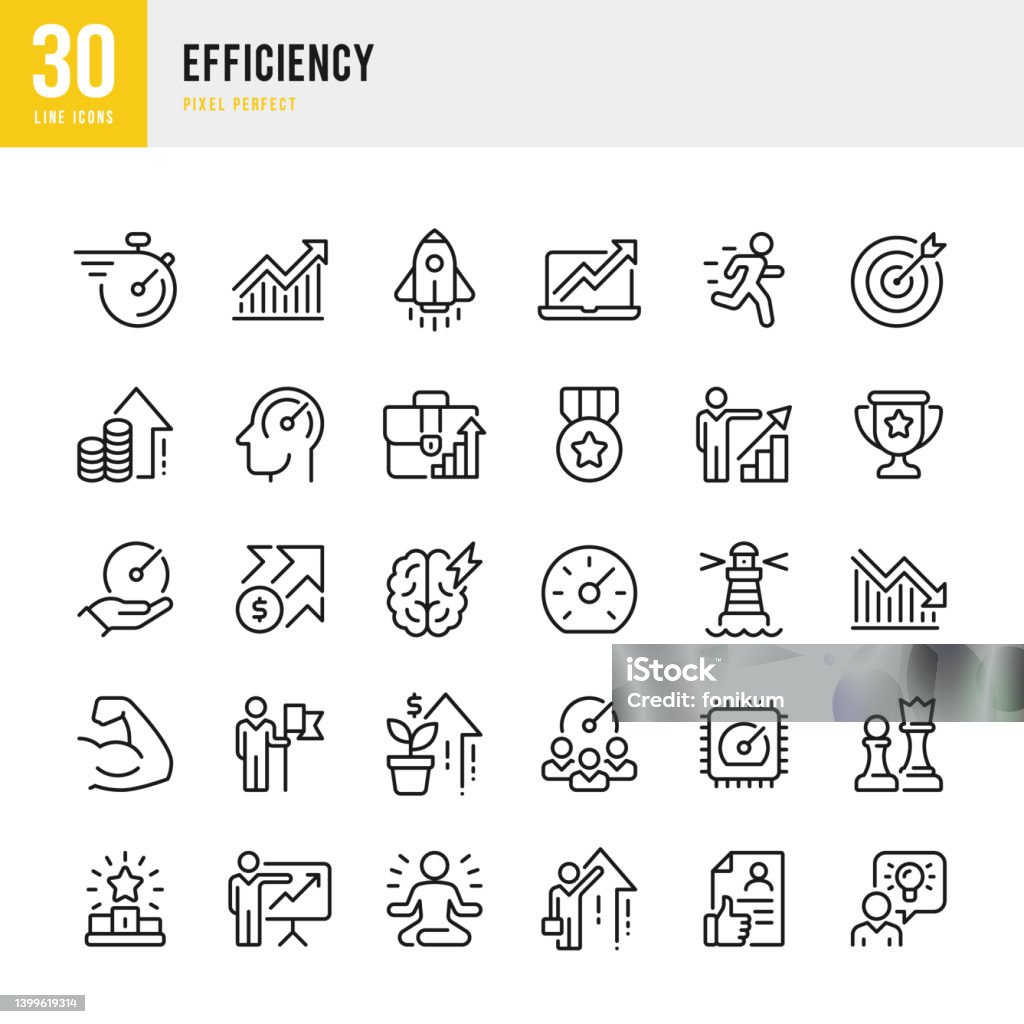 30
LINE ICONS
EFFICIENCY
PIXEL PERFECT
$
$
iStock
Credit: fonikum
1399619314